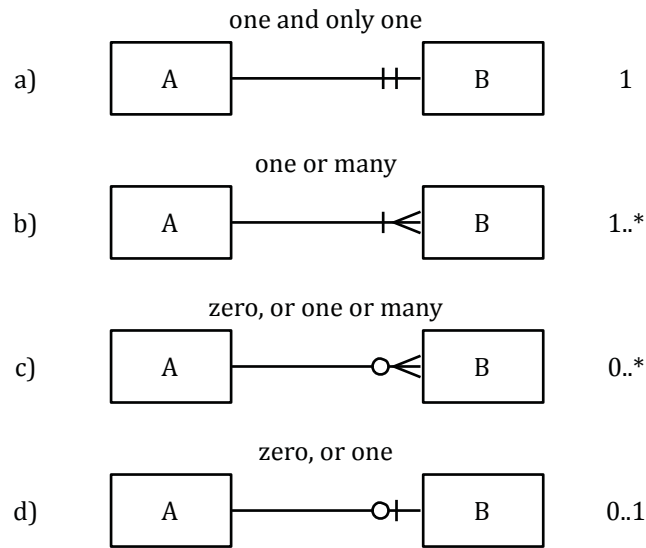 one and only one
a) A B 1
one or many
b) A B 1..*
zero, or one or many
c) A B 0..*
zero, or one
d) A B 0..1